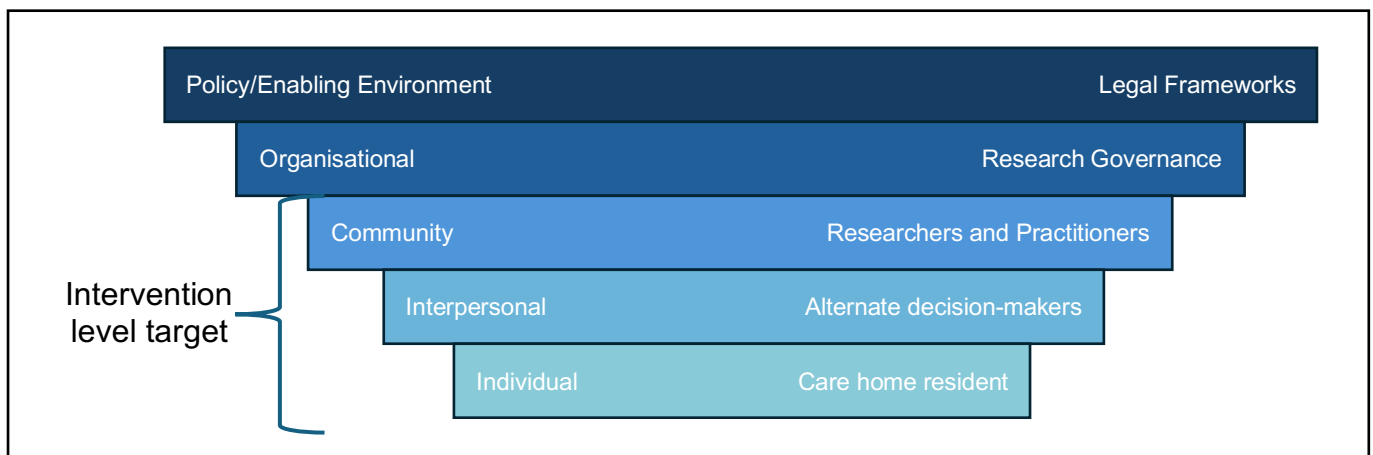 Policy/Enabling Environment Legal Frameworks
Organisational Research Governance
Community Researchers and Practitioners
Intervention
level target
Interpersonal Alternate decision-makers
Individual Care home resident